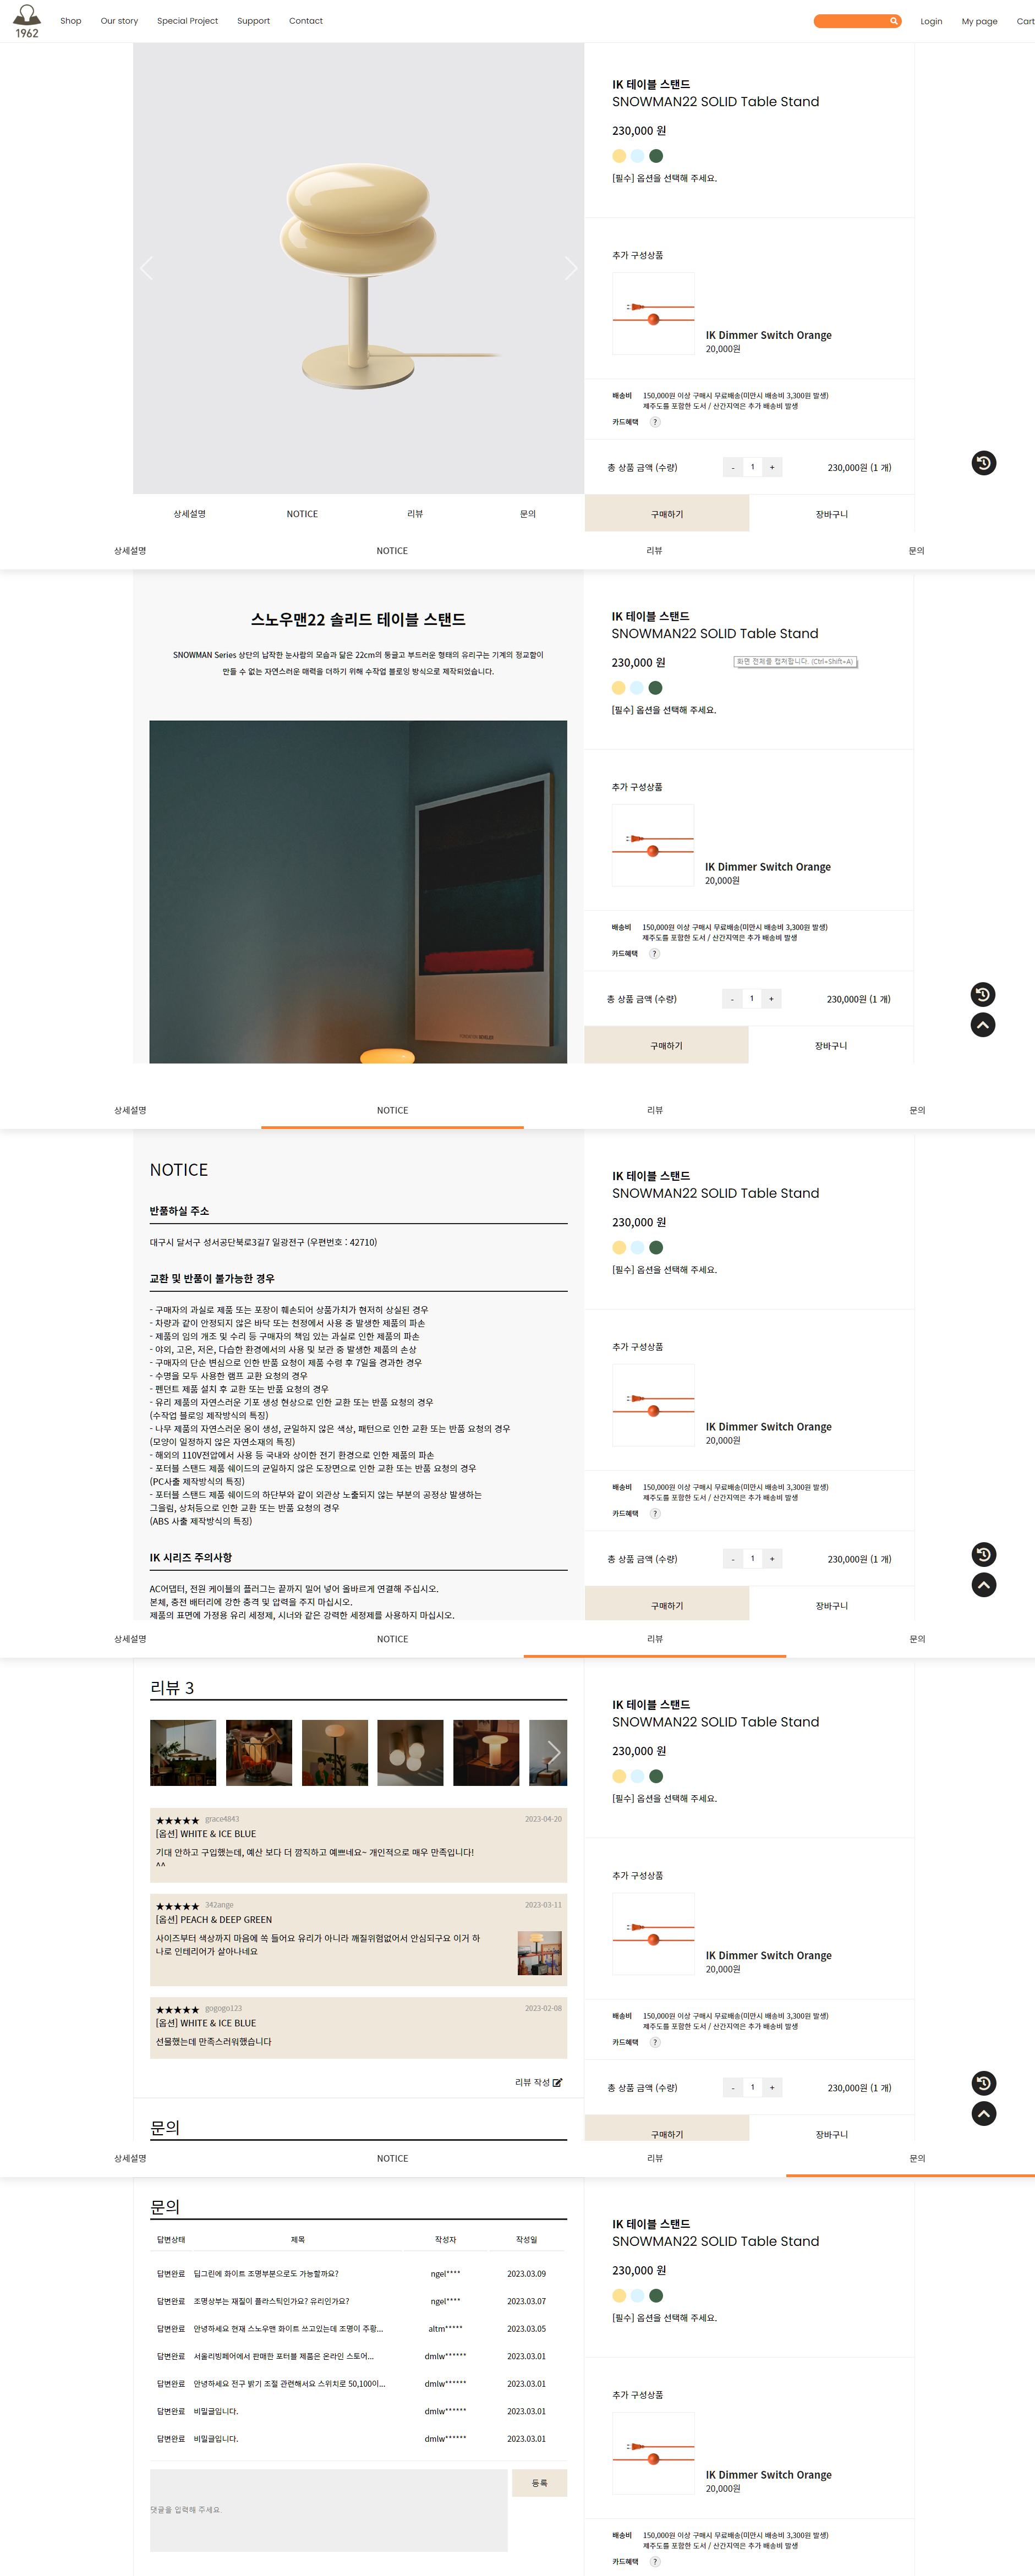 Shop Our story Special Project Support Contact Login My page Cart
1962
IK 테이블 스탠드
SNOWMAN22 SOLID Table Stand
230,000 원
[필수] 옵션을 선택해 주세요.
추가 구성상품
IK Dimmer Switch Orange
20,000원
배송비 150,000원 이상 구매시 무료배송(미만시 배송비 3,300원 발생)
제주도를 포함한 도서 / 산간지역은 추가 배송비 발생
카드혜택 ?
총 상품 금액 (수량) - 1 + 230,000원 (1 개)
상세설명 NOTICE 리뷰 문의 구매하기 장바구니
상세설명 NOTICE 리뷰 문의
스노우맨22 솔리드 테이블 스탠드
SNOWMAN Series 상단의 납작한 눈사람의 모습과 닮은 22cm의 둥글고 부드러운 형태의 유리구는 기계의 정교함이
만들 수 없는 자연스러운 매력을 더하기 위해 수작업 블로잉 방식으로 제작되었습니다.
IK 테이블 스탠드
SNOWMAN22 SOLID Table Stand
230,000 원
화면 전체를 캡처합니다. (Ctrl+Shift+A)
[필수] 옵션을 선택해 주세요.
추가 구성상품
IK Dimmer Switch Orange
20,000원
배송비 150,000원 이상 구매시 무료배송(미만시 배송비 3,300원 발생)
제주도를 포함한 도서 / 산간지역은 추가 배송비 발생
카드혜택 ?
총 상품 금액 (수량) - 1 + 230,000원 (1 개)
구매하기 장바구니
상세설명 NOTICE 리뷰 문의
NOTICE
반품하실 주소
대구시 달서구 성서공단북로3길7 일광전구 (우편번호 : 42710)
교환 및 반품이 불가능한 경우
- 구매자의 과실로 제품 또는 포장이 훼손되어 상품가치가 현저히 상실된 경우
- 차량과 같이 안정되지 않은 바닥 또는 천정에서 사용 중 발생한 제품의 파손
- 제품의 임의 개조 및 수리 등 구매자의 책임 있는 과실로 인한 제품의 파손
- 야외, 고온, 저온, 다습한 환경에서의 사용 및 보관 중 발생한 제품의 손상
- 구매자의 단순 변심으로 인한 반품 요청이 제품 수령 후 7일을 경과한 경우
- 수명을 모두 사용한 램프 교환 요청의 경우
- 펜던트 제품 설치 후 교환 또는 반품 요청의 경우
- 유리 제품의 자연스러운 기포 생성 현상으로 인한 교환 또는 반품 요청의 경우
(수작업 블로잉 제작방식의 특징)
- 나무 제품의 자연스러운 옹이 생성, 균일하지 않은 색상, 패턴으로 인한 교환 또는 반품 요청의 경우
(모양이 일정하지 않은 자연소재의 특징)
- 해외의 110V전압에서 사용 등 국내와 상이한 전기 환경으로 인한 제품의 파손
- 포터블 스탠드 제품 쉐이드의 균일하지 않은 도장면으로 인한 교환 또는 반품 요청의 경우
(PC사출 제작방식의 특징)
- 포터블 스탠드 제품 쉐이드의 하단부와 같이 외관상 노출되지 않는 부분의 공정상 발생하는
그을림, 상처등으로 인한 교환 또는 반품 요청의 경우
(ABS 사출 제작방식의 특징)
IK 시리즈 주의사항
AC어댑터, 전원 케이블의 플러그는 끝까지 밀어 넣어 올바르게 연결해 주십시오.
본체, 충전 배터리에 강한 충격 및 압력을 주지 마십시오.
제품의 표면에 가정용 유리 세정제, 시너와 같은 강력한 세정제를 사용하지 마십시오.
IK 테이블 스탠드
SNOWMAN22 SOLID Table Stand
230,000 원
[필수] 옵션을 선택해 주세요.
추가 구성상품
IK Dimmer Switch Orange
20,000원
배송비 150,000원 이상 구매시 무료배송(미만시 배송비 3,300원 발생)
제주도를 포함한 도서 / 산간지역은 추가 배송비 발생
카드혜택 ?
총 상품 금액 (수량) - 1 + 230,000원 (1 개)
구매하기 장바구니
상세설명 NOTICE 리뷰 문의
리뷰 3
★★★★★ grace4843 2023-04-20
[옵션] WHITE & ICE BLUE
기대 안하고 구입했는데, 예산 보다 더 깜직하고 예쁘네요~ 개인적으로 매우 만족입니다!
^^
★★★★★ 342ange 2023-03-11
[옵션] PEACH & DEEP GREEN
사이즈부터 색상까지 마음에 쏙 들어요 유리가 아니라 깨질위험없어서 안심되구요 이거 하
나로 인테리어가 살아나네요
★★★★★ gogogo123 2023-02-08
[옵션] WHITE & ICE BLUE
선물했는데 만족스러워했습니다
리뷰 작성
문의
IK 테이블 스탠드
SNOWMAN22 SOLID Table Stand
230,000 원
[필수] 옵션을 선택해 주세요.
추가 구성상품
IK Dimmer Switch Orange
20,000원
배송비 150,000원 이상 구매시 무료배송(미만시 배송비 3,300원 발생)
제주도를 포함한 도서 / 산간지역은 추가 배송비 발생
카드혜택 ?
총 상품 금액 (수량) - 1 + 230,000원 (1 개)
구매하기 장바구니
상세설명 NOTICE 리뷰 문의
문의
답변상태 제목 작성자 작성일
답변완료 딥그린에 화이트 조명부분으로도 가능할까요? ngel**** 2023.03.09
답변완료 조명상부는 재질이 플라스틱인가요? 유리인가요? ngel**** 2023.03.07
답변완료 안녕하세요 현재 스노우맨 화이트 쓰고있는데 조명이 주황... altm***** 2023.03.05
답변완료 서울리빙페어에서 판매한 포터블 제품은 온라인 스토어... dmlw****** 2023.03.01
답변완료 안녕하세요 전구 밝기 조절 관련해서요 스위치로 50,100이... dmlw****** 2023.03.01
답변완료 비밀글입니다. dmlw****** 2023.03.01
답변완료 비밀글입니다. dmlw****** 2023.03.01
댓글을 입력해 주세요.
등록
IK 테이블 스탠드
SNOWMAN22 SOLID Table Stand
230,000 원
[필수] 옵션을 선택해 주세요.
추가 구성상품
IK Dimmer Switch Orange
20,000원
배송비 150,000원 이상 구매시 무료배송(미만시 배송비 3,300원 발생)
제주도를 포함한 도서 / 산간지역은 추가 배송비 발생
카드혜택 ?